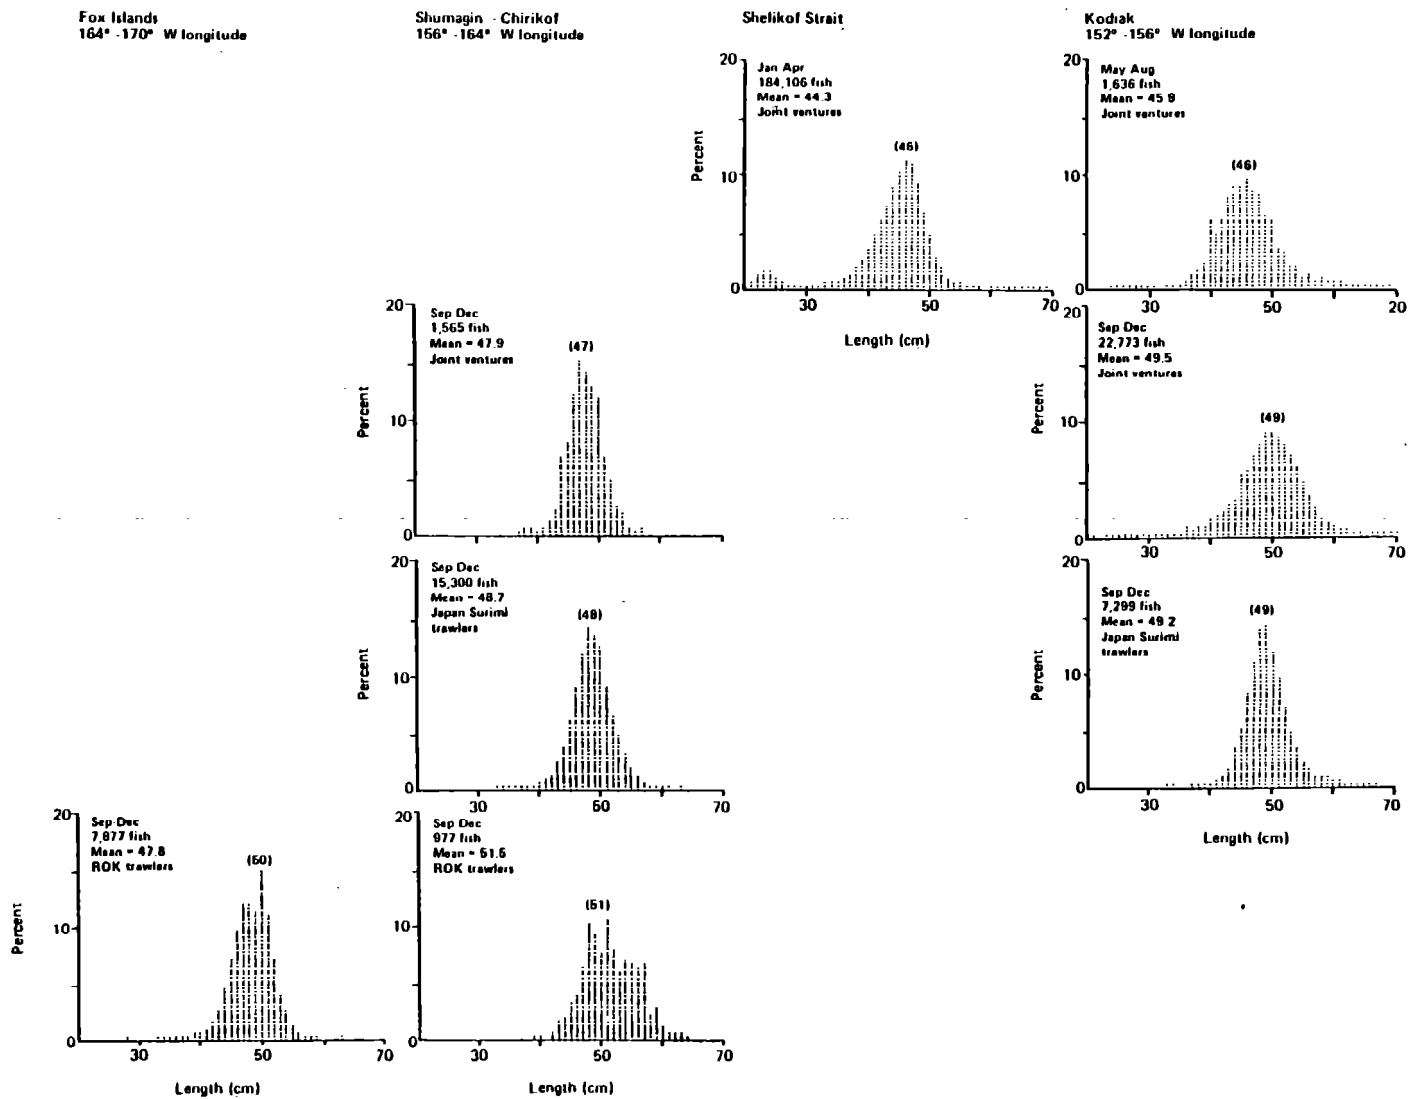 Fox Islands
164° -170° W longitude
Shumagin - Chirikof
156° -164° W longitude
Shelikof Strait
Kodiak
152° -156° W longitude
20
Jan Apr
184,106 fish
Mean = 44.3
Joint ventures
(46)
Percent
10
0
30 50 70
Length (cm)
20
May Aug
1,636 fish
Mean = 45.9
Joint ventures
(46)
10
0
30 50 20
20
Sep Dec
1,565 fish
Mean = 47.9
Joint ventures
(47)
Percent
10
0
20
Sep Dec
22,773 fish
Mean = 49.5
Joint ventures
(49)
Percent
10
0
30 50 70
20
Sep Dec
15,300 fish
Mean = 48.7
Japan Surimi
trawlers
(48)
Percent
10
0
30 50 70
20
Sep Dec
7,299 fish
Mean = 49 2
Japan Surimi
trawlers
(49)
Percent
10
0
30 50 70
Length (cm)
20
Sep-Dec
7,877 fish
Mean = 47.8
ROK trawlers
(50)
Percent
10
0
30 50 70
Length (cm)
20
Sep Dec
977 fish
Mean = 51.5
ROK trawlers
(51)
10
0
30 50 70
Length (cm)